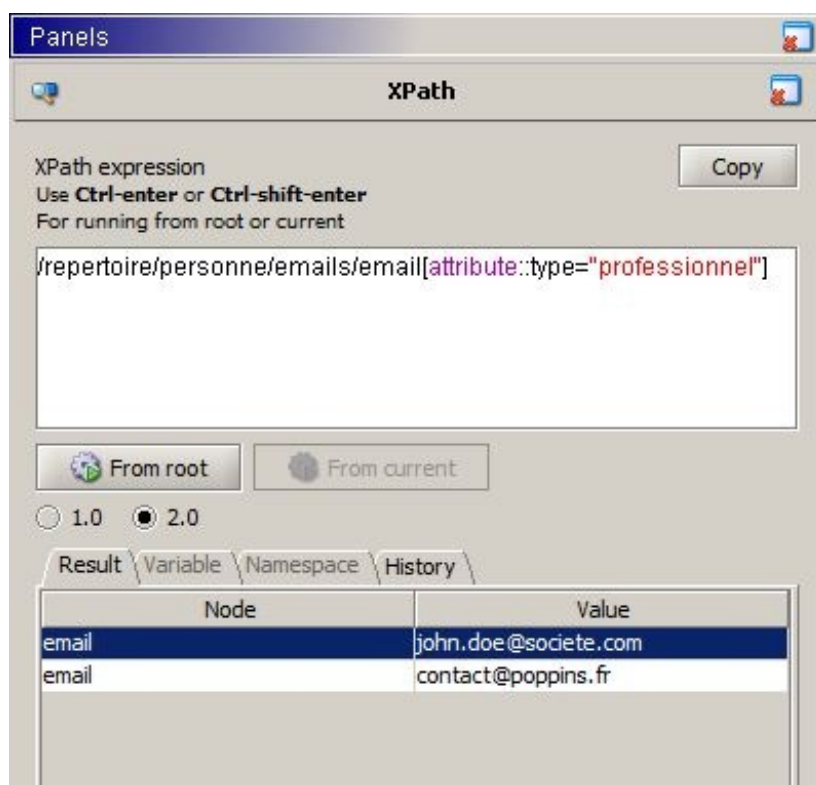 Panels
XPath
XPath expression
Copy
Use Ctrl-enter or Ctrl-shift-enter
For running from root or current
/repertoire/personne/emails/email[attribute::type="professionnel"]
From root From current
1.0 2.0
Result Variable Namespace History
Node Value
email john.doe@societe.com
email contact@poppins.fr